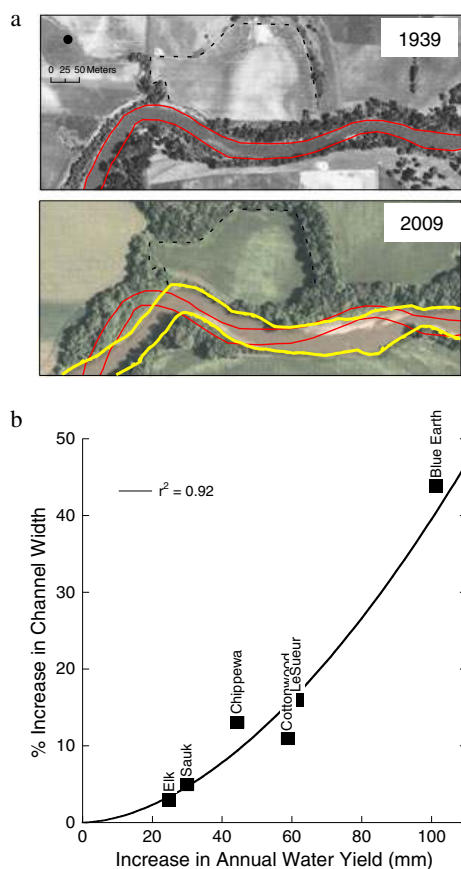 a
1939
0 25 50 Meters
2009
b
50
40
30
20
10
0
% Increase in Channel Width
r² = 0.92
Blue Earth
Chippewa
Cottonwood
LeSueur
Sauk
Elk
0 20 40 60 80 100
Increase in Annual Water Yield (mm)